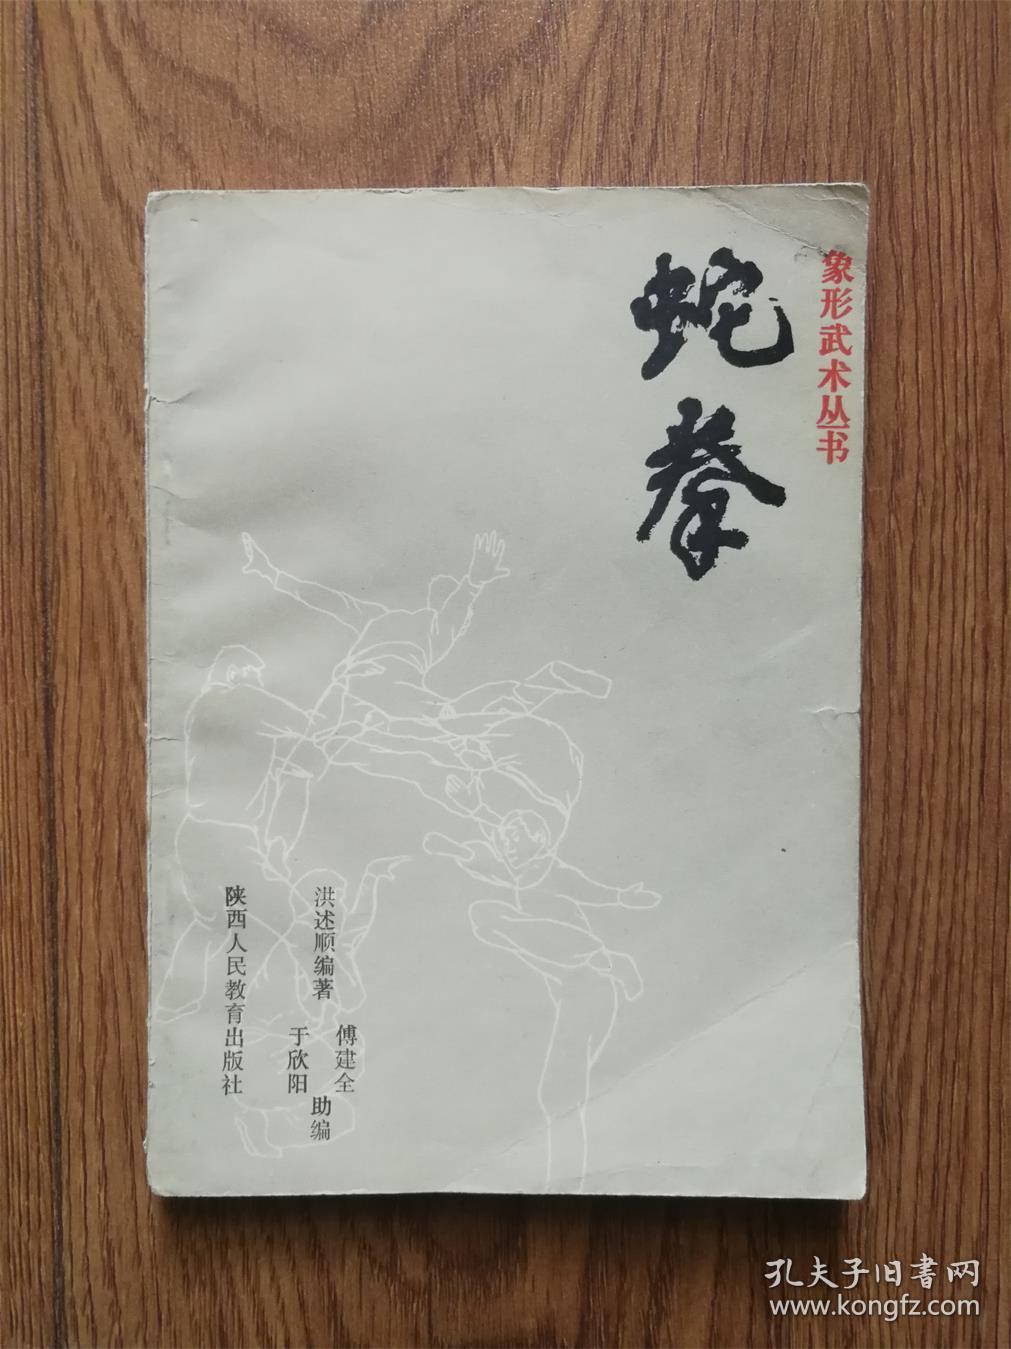 象形武术丛书
蛇拳
洪述顺编著
傅建全
于欣阳
助编
陕西人民教育出版社
孔夫子旧書网
www.kongfz.com